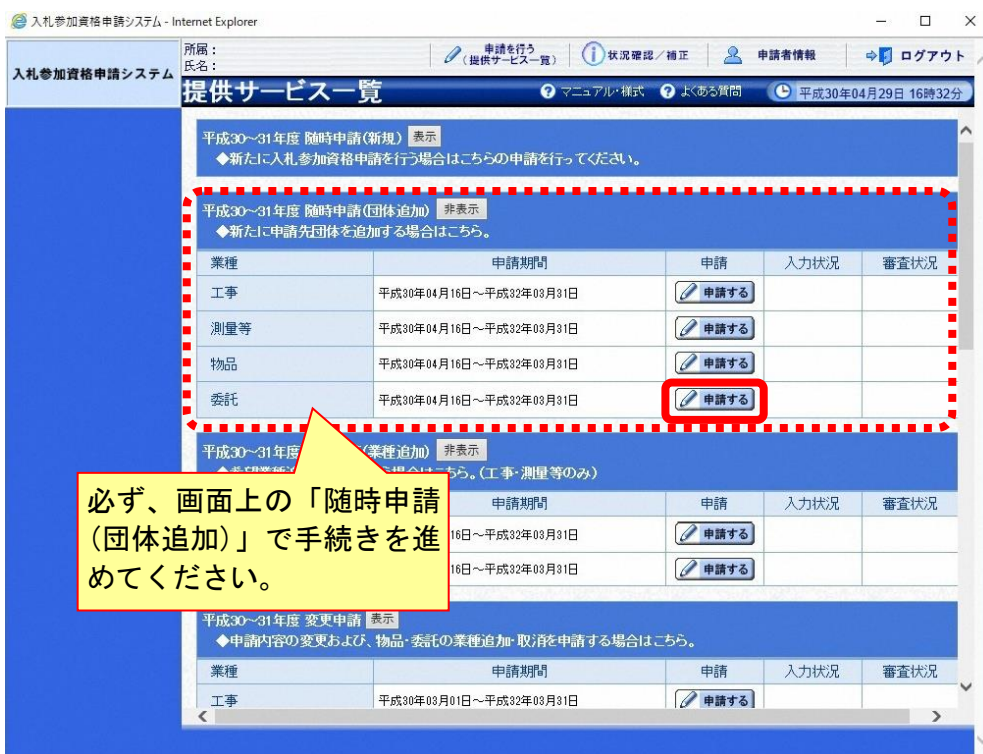 入札参加資格申請システム - Internet Explorer
入札参加資格申請システム
所属：
氏名：
申請を行う
(提供サービス一覧)
状況確認／補正
申請者情報
ログアウト
提供サービス一覧
マニュアル・様式
よくある質問
平成30年04月29日 16時32分
平成30～31年度 随時申請(新規) 表示
◆新たに入札参加資格申請を行う場合はこちらの申請を行ってください。
平成30～31年度 随時申請(団体追加) 非表示
◆新たに申請先団体を追加する場合はこちら。
業種 申請期間 申請 入力状況 審査状況
工事 平成30年04月16日～平成32年03月31日 申請する
測量等 平成30年04月16日～平成32年03月31日 申請する
物品 平成30年04月16日～平成32年03月31日 申請する
委託 平成30年04月16日～平成32年03月31日 申請する
平成30～31年度 (業種追加) 非表示
場合はこちら。(工事・測量等のみ)
申請期間 申請 入力状況 審査状況
16日～平成32年03月31日 申請する
16日～平成32年03月31日 申請する
必ず、画面上の「随時申請
(団体追加)」で手続きを進
めてください。
平成30～31年度 変更申請 表示
◆申請内容の変更および、物品・委託の業種追加・取消を申請する場合はこちら。
業種 申請期間 申請 入力状況 審査状況
工事 平成30年03月01日～平成32年03月31日 申請する